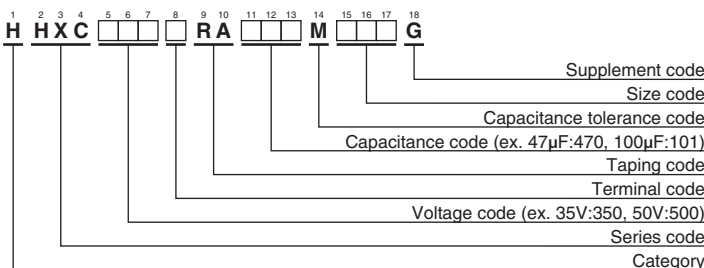 1 2 3 4 5 6 7 8 9 10 11 12 13 14 15 16 17 18
H HXC □□□ □ RA □□□ M □□□ G
Supplement code
Size code
Capacitance tolerance code
Capacitance code (ex. 47µF:470, 100µF:101)
Taping code
Terminal code
Voltage code (ex. 35V:350, 50V:500)
Series code
Category